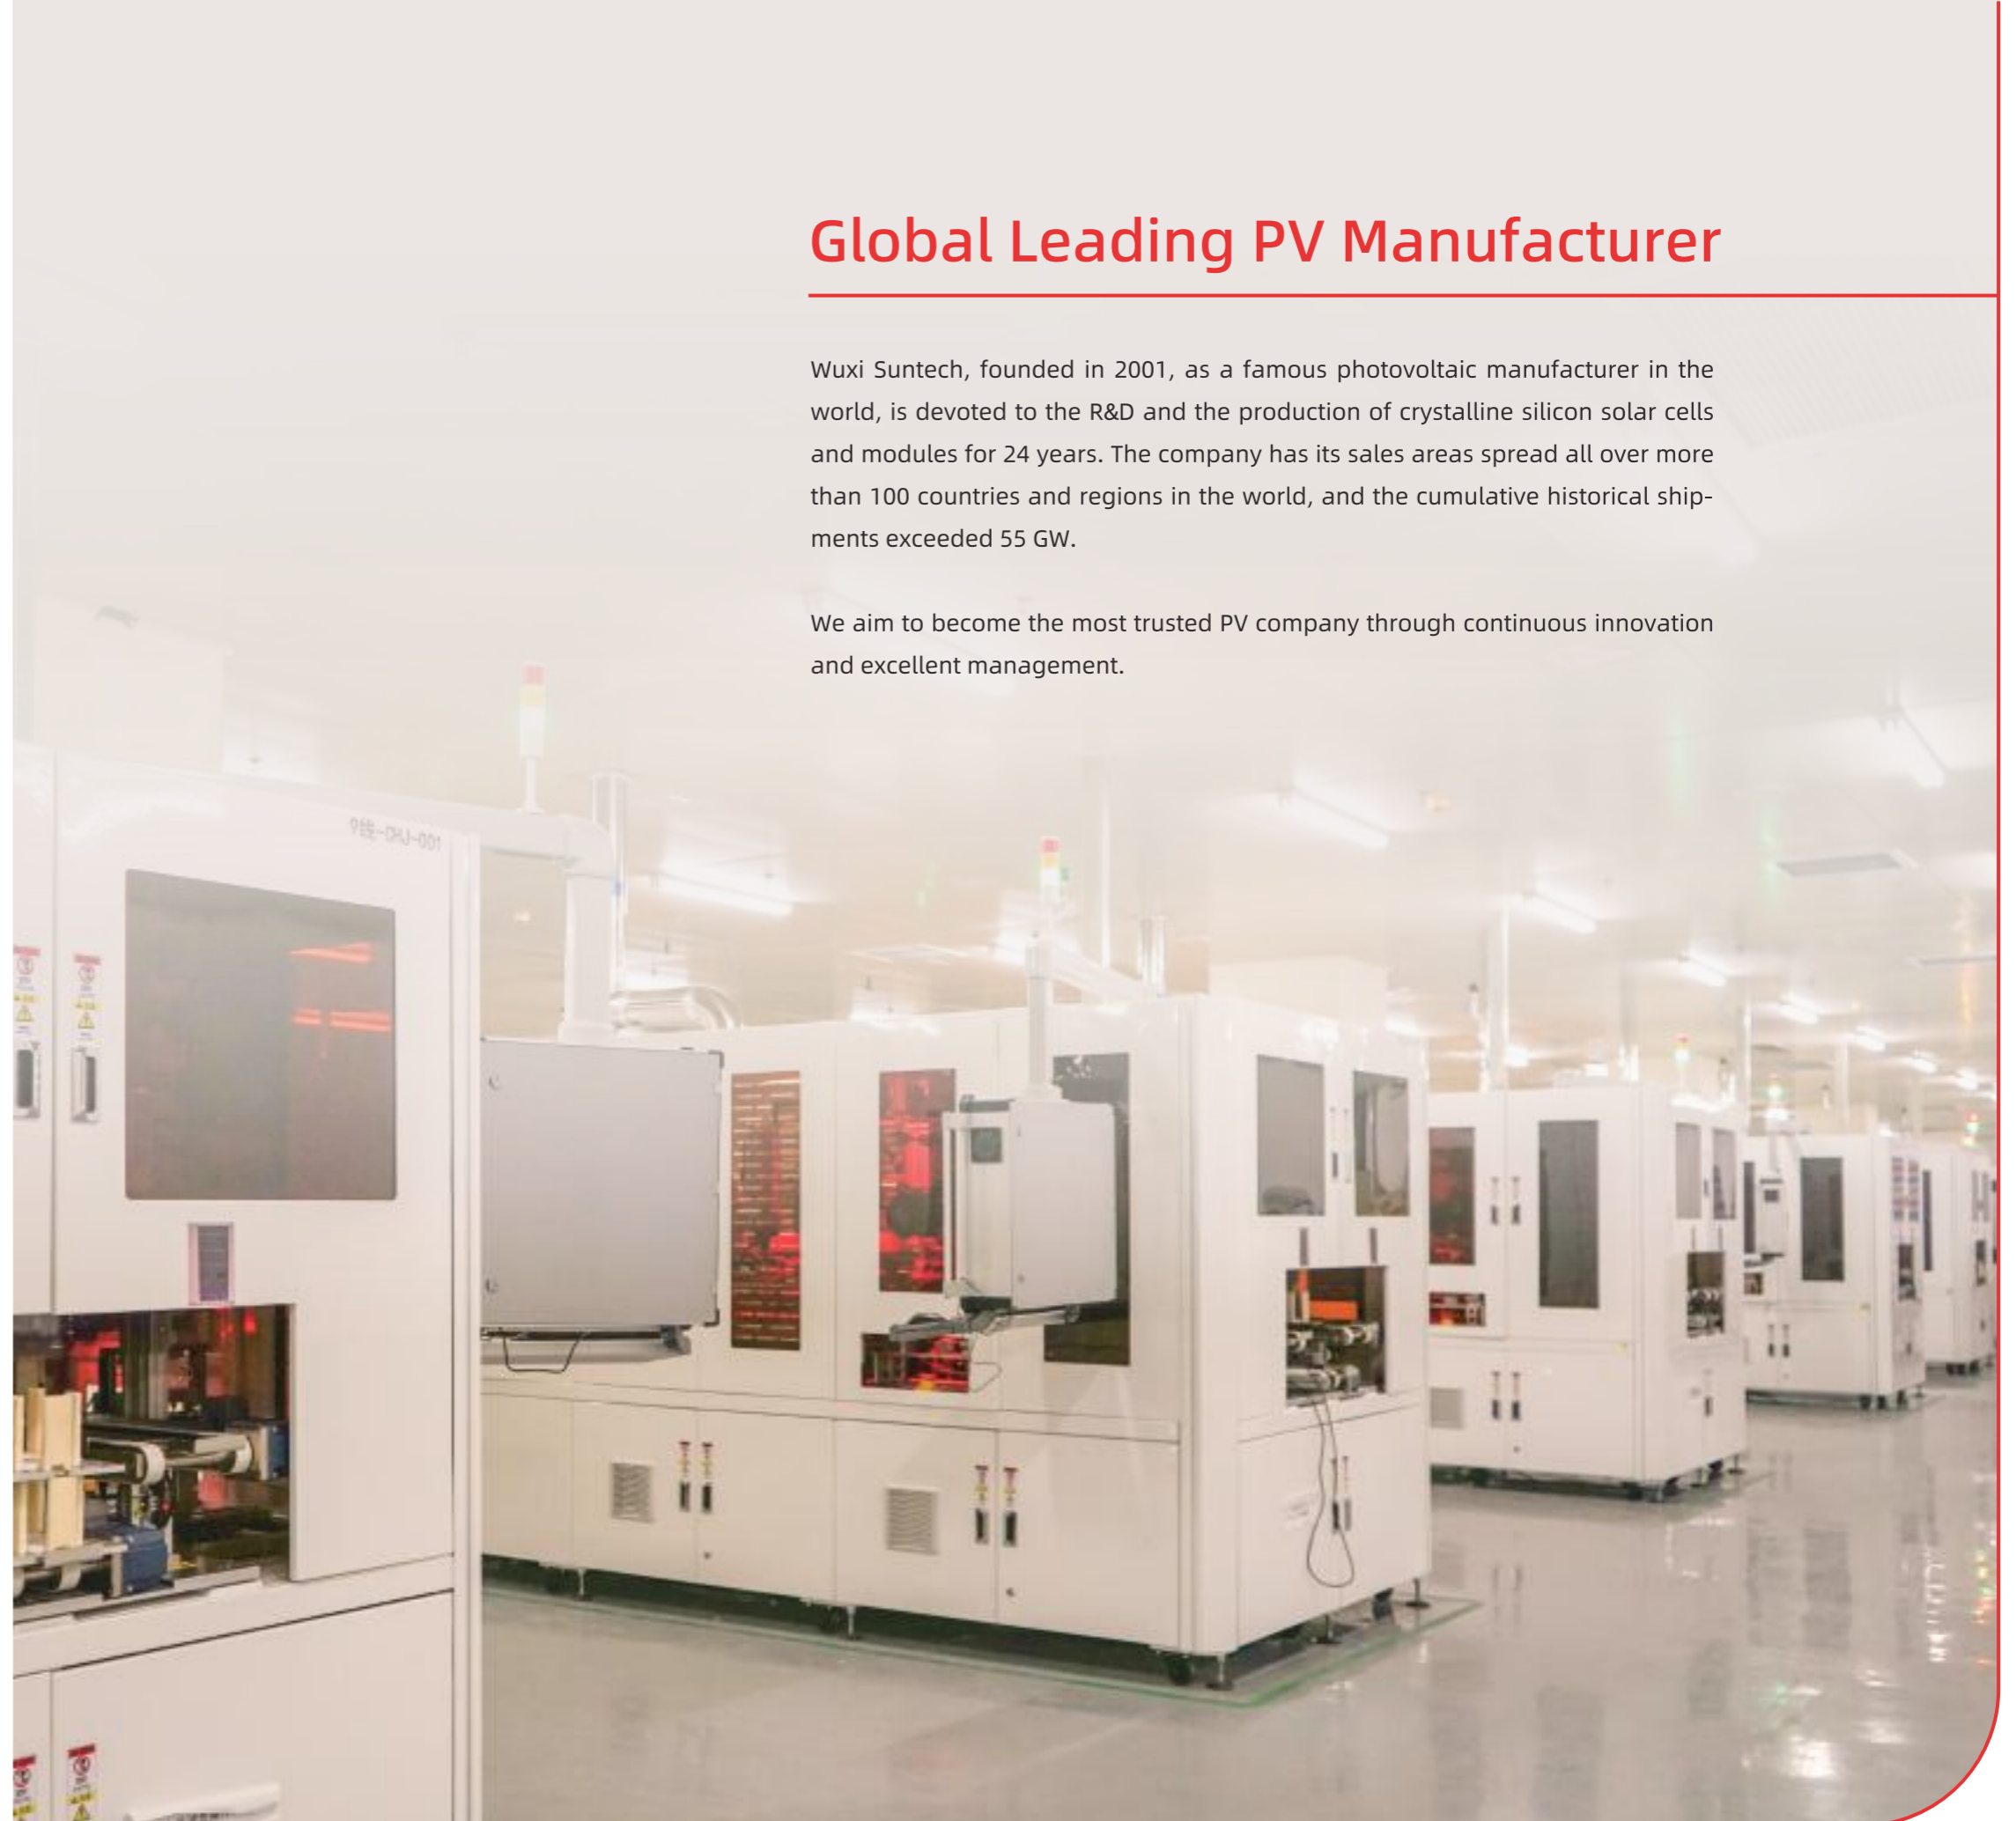 Global Leading PV Manufacturer
Wuxi Suntech, founded in 2001, as a famous photovoltaic manufacturer in the
world, is devoted to the R&D and the production of crystalline silicon solar cells
and modules for 24 years. The company has its sales areas spread all over more
than 100 countries and regions in the world, and the cumulative historical ship-
ments exceeded 55 GW.
We aim to become the most trusted PV company through continuous innovation
and excellent management.